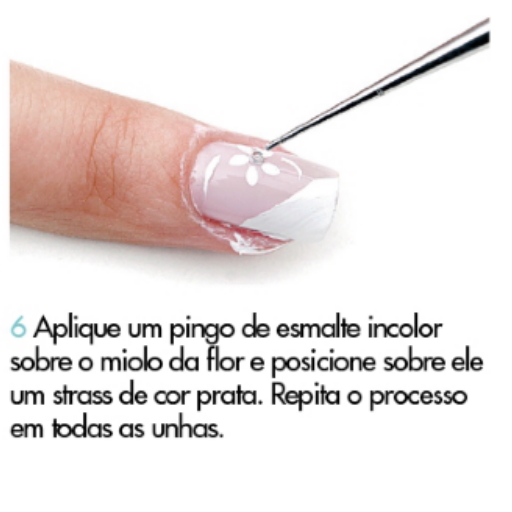 6 Aplique um pingo de esmalte incolor
sobre o miolo da flor e posicione sobre ele
um strass de cor prata. Repita o processo
em todas as unhas.